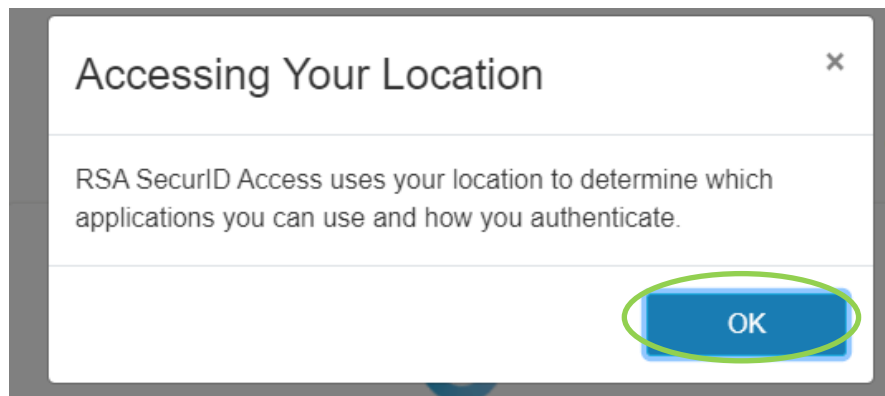 Accessing Your Location
×
RSA SecurID Access uses your location to determine which
applications you can use and how you authenticate.
OK